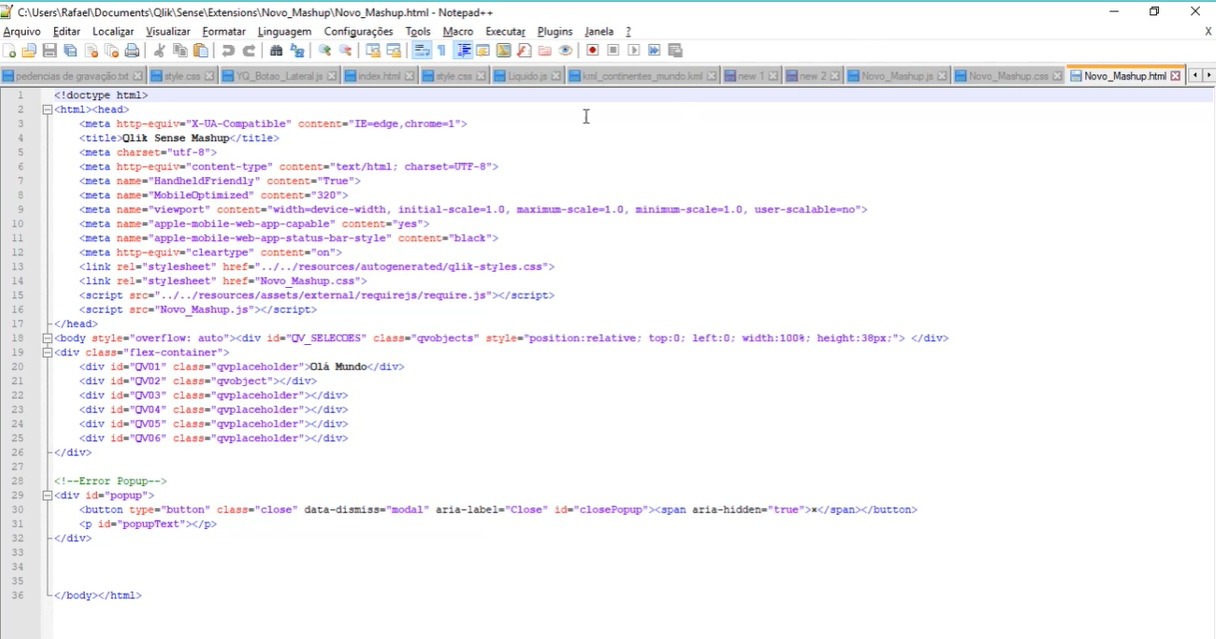 C:\Users\Rafael\Documents\Qlik\Sense\Extensions\Novo_Mashup\Novo_Mashup.html - Notepad++
Arquivo Editar Localizar Visualizar Formatar Linguagem Configurações Tools Macro Executar Plugins Janela ? X
pedencias de gravação.txt style.css YQ_Botao_Lateral.js index.html style.css Liquido.js kml_continentes_mundo.kml new 1 new 2 Novo_Mashup.js Novo_Mashup.css Novo_Mashup.html
1 <!doctype html>
2 <html><head>
3 <meta http-equiv="X-UA-Compatible" content="IE=edge,chrome=1">
4 <title>Qlik Sense Mashup</title>
5 <meta charset="utf-8">
6 <meta http-equiv="content-type" content="text/html; charset=UTF-8">
7 <meta name="HandheldFriendly" content="True">
8 <meta name="MobileOptimized" content="320">
9 <meta name="viewport" content="width=device-width, initial-scale=1.0, maximum-scale=1.0, minimum-scale=1.0, user-scalable=no">
10 <meta name="apple-mobile-web-app-capable" content="yes">
11 <meta name="apple-mobile-web-app-status-bar-style" content="black">
12 <meta http-equiv="cleartype" content="on">
13 <link rel="stylesheet" href="../../resources/autogenerated/qlik-styles.css">
14 <link rel="stylesheet" href="Novo_Mashup.css">
15 <script src="../../resources/assets/external/requirejs/require.js"></script>
16 <script src="Novo_Mashup.js"></script>
17 </head>
18 <body style="overflow: auto"><div id="QV_SELECOES" class="qvobjects" style="position:relative; top:0; left:0; width:100%; height:38px;"> </div>
19 <div class="flex-container">
20 <div id="QV01" class="qvplaceholder">Olá Mundo</div>
21 <div id="QV02" class="qvobject"></div>
22 <div id="QV03" class="qvplaceholder"></div>
23 <div id="QV04" class="qvplaceholder"></div>
24 <div id="QV05" class="qvplaceholder"></div>
25 <div id="QV06" class="qvplaceholder"></div>
26 </div>
27
28 <!--Error Popup-->
29 <div id="popup">
30 <button type="button" class="close" data-dismiss="modal" aria-label="Close" id="closePopup"><span aria-hidden="true">×</span></button>
31 <p id="popupText"></p>
32 </div>
33
34
35
36 </body></html>